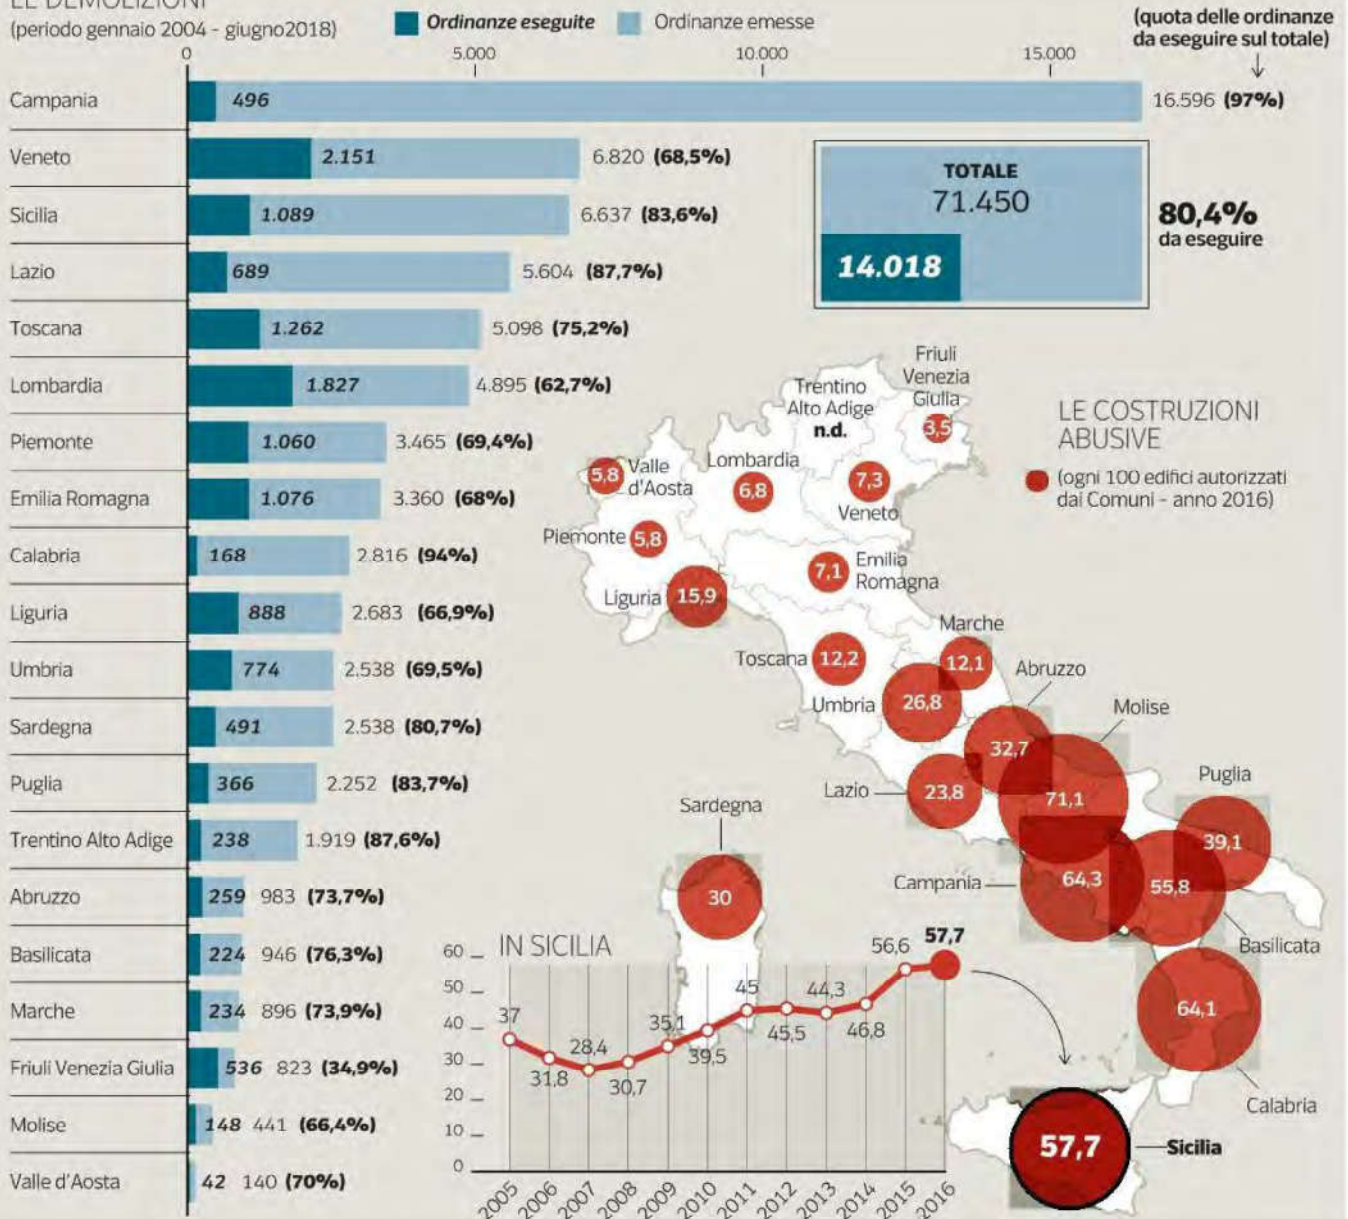 LE DEMOLIZIONI
(periodo gennaio 2004 - giugno2018)
Ordinanze eseguite
Ordinanze emesse
(quota delle ordinanze
da eseguire sul totale)
0
5.000
10.000
15.000
Campania 496 16.596 (97%)
Veneto 2.151 6.820 (68,5%)
Sicilia 1.089 6.637 (83,6%)
Lazio 689 5.604 (87,7%)
Toscana 1.262 5.098 (75,2%)
Lombardia 1.827 4.895 (62,7%)
Piemonte 1.060 3.465 (69,4%)
Emilia Romagna 1.076 3.360 (68%)
Calabria 168 2.816 (94%)
Liguria 888 2.683 (66,9%)
Umbria 774 2.538 (69,5%)
Sardegna 491 2.538 (80,7%)
Puglia 366 2.252 (83,7%)
Trentino Alto Adige 238 1.919 (87,6%)
Abruzzo 259 983 (73,7%)
Basilicata 224 946 (76,3%)
Marche 234 896 (73,9%)
Friuli Venezia Giulia 536 823 (34,9%)
Molise 148 441 (66,4%)
Valle d'Aosta 42 140 (70%)
TOTALE
71.450
14.018
80,4%
da eseguire
LE COSTRUZIONI
ABUSIVE
(ogni 100 edifici autorizzati
dai Comuni - anno 2016)
Friuli
Venezia
Giulia
3,5
Trentino
Alto Adige
n.d.
Valle
d'Aosta
5,8
Lombardia
6,8
7,3
Veneto
Piemonte 5,8
7,1
Emilia
Romagna
Liguria 15,9
Marche
12,1
Toscana 12,2
Umbria
26,8
Abruzzo
32,7
Molise
71,1
Lazio
23,8
Puglia
39,1
Sardegna
30
Campania
64,3
55,8
Basilicata
64,1
Calabria
57,7
Sicilia
IN SICILIA
60
50
40
30
20
10
0
37
31,8
28,4
30,7
35,1
39,5
45
45,5
44,3
46,8
56,6
57,7
2005
2006
2007
2008
2009
2010
2011
2012
2013
2014
2015
2016